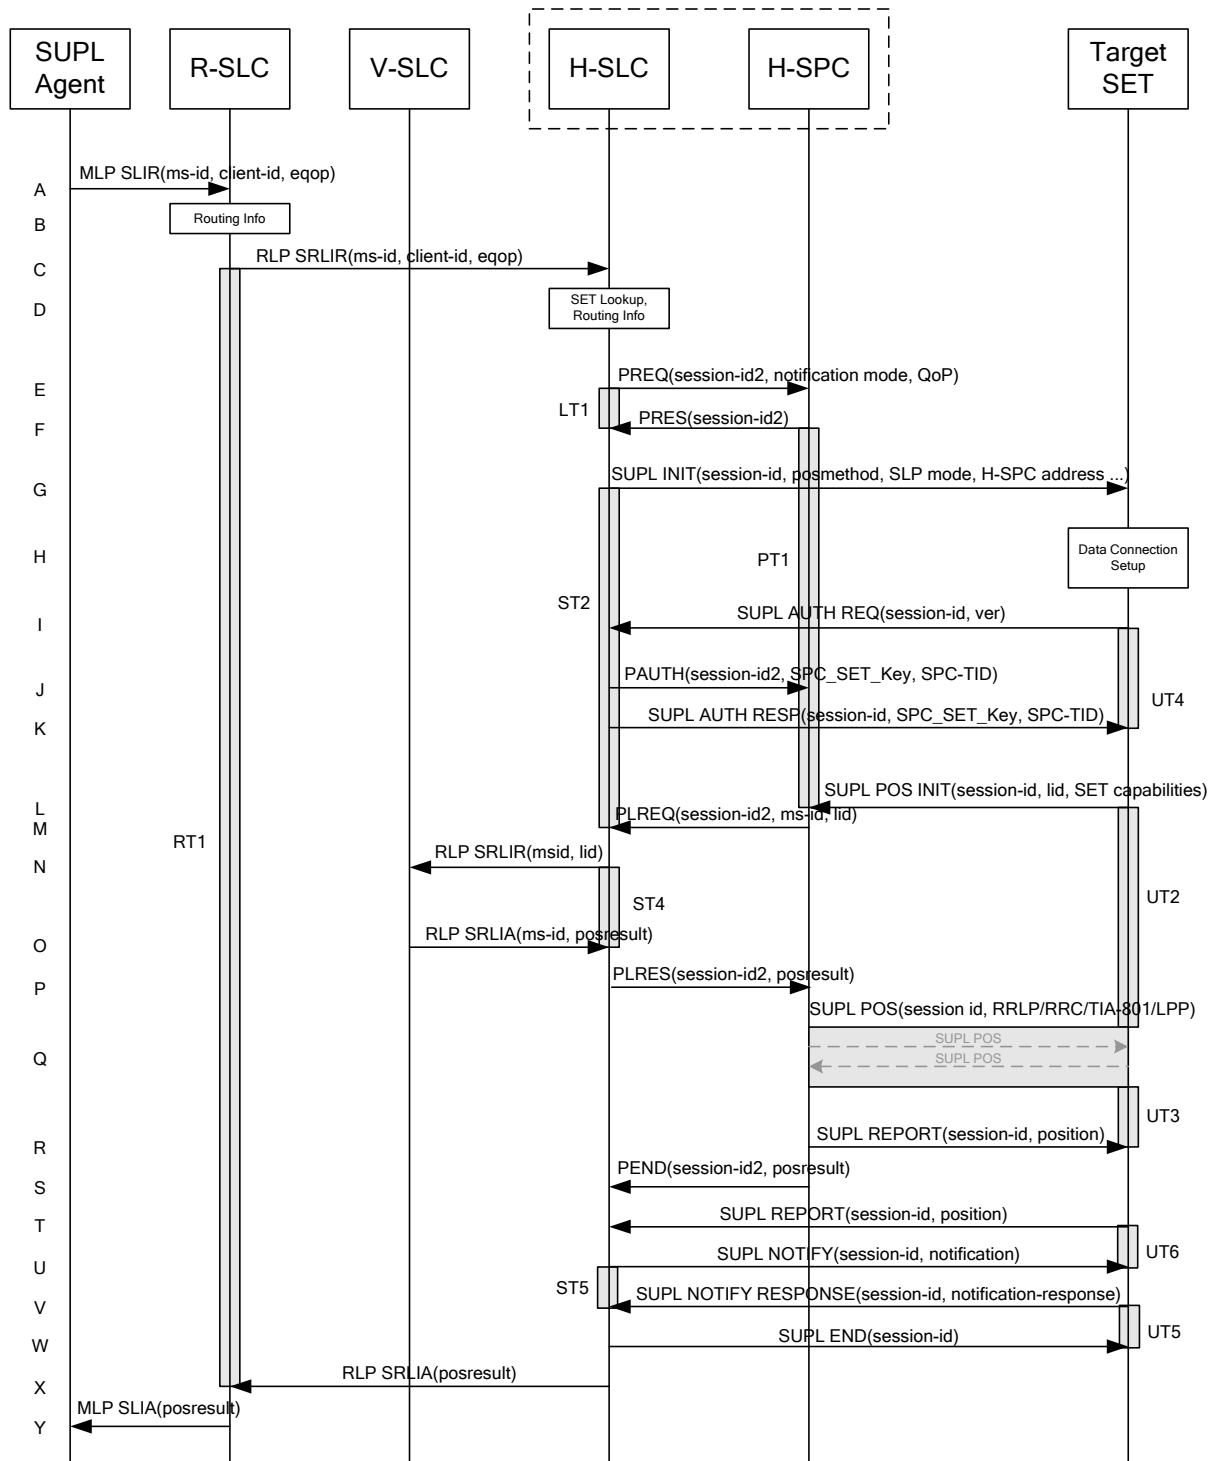 SUPL
Agent
R-SLC
V-SLC
H-SLC
H-SPC
Target
SET
A
MLP SLIR(ms-id, client-id, eqop)
B
Routing Info
C
RLP SRLIR(ms-id, client-id, eqop)
D
SET Lookup,
Routing Info
E
PREQ(session-id2, notification mode, QoP)
LT1
F
PRES(session-id2)
G
SUPL INIT(session-id, posmethod, SLP mode, H-SPC address ...)
H
PT1
Data Connection
Setup
ST2
I
SUPL AUTH REQ(session-id, ver)
J
PAUTH(session-id2, SPC_SET_Key, SPC-TID)
UT4
K
SUPL AUTH RESP(session-id, SPC_SET_Key, SPC-TID)
L
SUPL POS INIT(session-id, lid, SET capabilities)
M
PLREQ(session-id2, ms-id, lid)
RT1
N
RLP SRLIR(msid, lid)
ST4
UT2
O
RLP SRLIA(ms-id, posresult)
P
PLRES(session-id2, posresult)
SUPL POS(session id, RRLP/RRC/TIA-801/LPP)
SUPL POS
Q
SUPL POS
UT3
R
SUPL REPORT(session-id, position)
S
PEND(session-id2, posresult)
T
SUPL REPORT(session-id, position)
UT6
U
SUPL NOTIFY(session-id, notification)
ST5
V
SUPL NOTIFY RESPONSE(session-id, notification-response)
UT5
W
SUPL END(session-id)
X
RLP SRLIA(posresult)
Y
MLP SLIA(posresult)